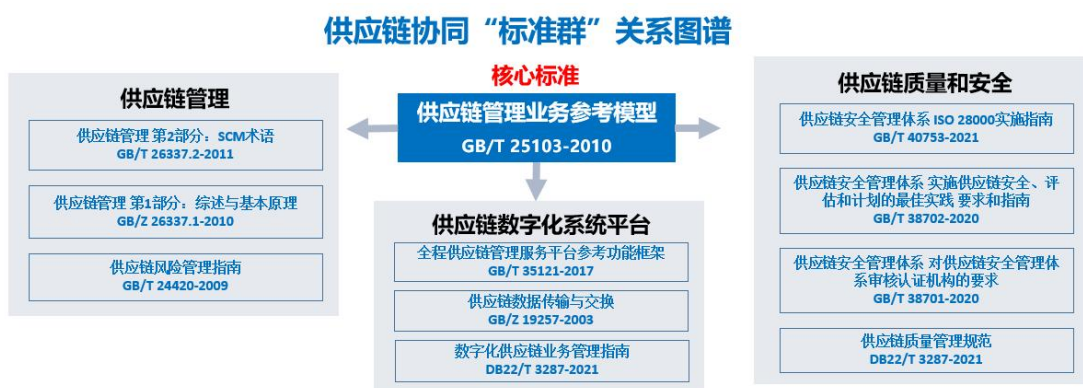 供应链协同“标准群”关系图谱
核心标准
供应链管理业务参考模型
GB/T 25103-2010
供应链管理
供应链管理 第2部分：SCM术语
GB/T 26337.2-2011
供应链管理 第1部分：综述与基本原理
GB/Z 26337.1-2010
供应链风险管理指南
GB/T 24420-2009
供应链数字化系统平台
全程供应链管理服务平台参考功能框架
GB/T 35121-2017
供应链数据传输与交换
GB/Z 19257-2003
数字化供应链业务管理指南
DB22/T 3287-2021
供应链质量和安全
供应链安全管理体系 ISO 28000实施指南
GB/T 40753-2021
供应链安全管理体系 实施供应链安全、评
估和计划的最佳实践 要求和指南
GB/T 38702-2020
供应链安全管理体系 对供应链安全管理体
系审核认证机构的要求
GB/T 38701-2020
供应链质量管理规范
DB22/T 3287-2021